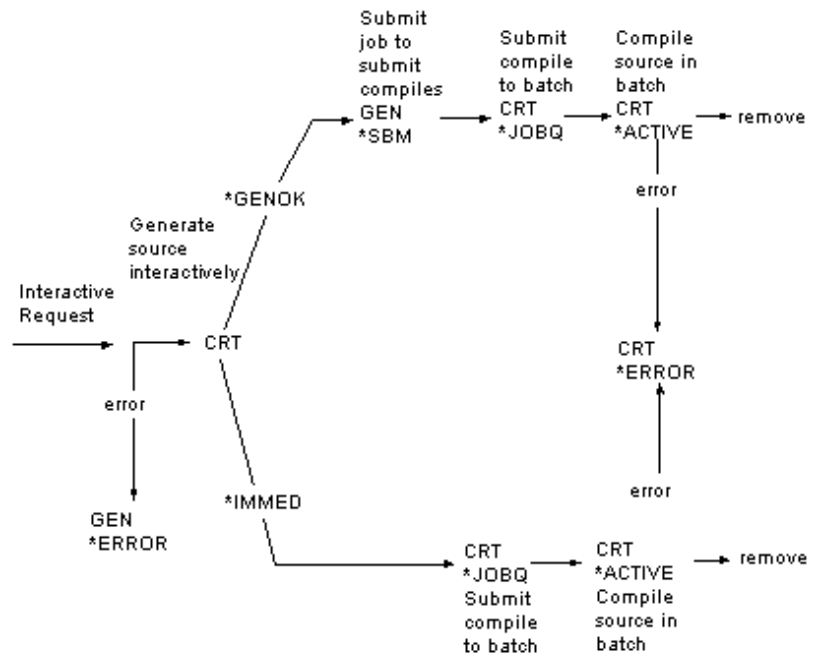 Submit
job to
submit
compiles
GEN
*SBM
Submit
compile
to batch
CRT
*JOBQ
Compile
source in
batch
CRT
*ACTIVE
remove
error
*GENOK
Generate
source
interactively
Interactive
Request
CRT
error
GEN
*ERROR
CRT
*ERROR
*IMMED
error
CRT
*JOBQ
Submit
compile
to batch
CRT
*ACTIVE
Compile
source in
batch
remove